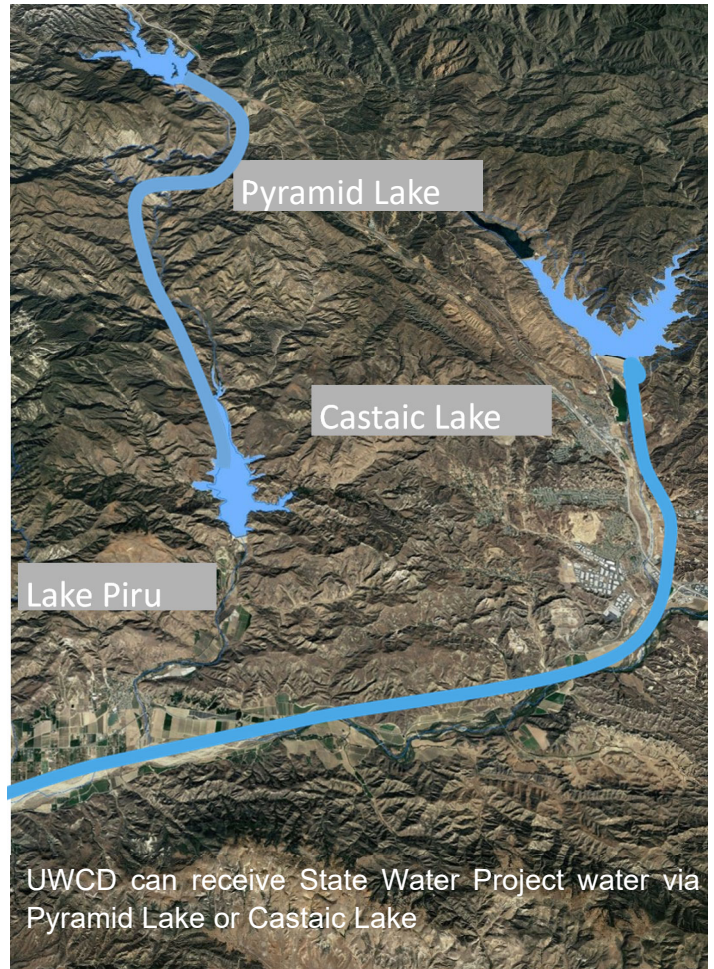 Pyramid Lake
Castaic Lake
Lake Piru
UWCD can receive State Water Project water via
Pyramid Lake or Castaic Lake